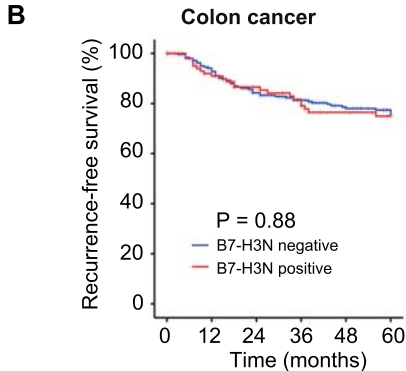 B
Colon cancer
Recurrence-free survival (%)
100
80
60
40
20
0
P = 0.88
B7-H3N negative
B7-H3N positive
0 12 24 36 48 60
Time (months)